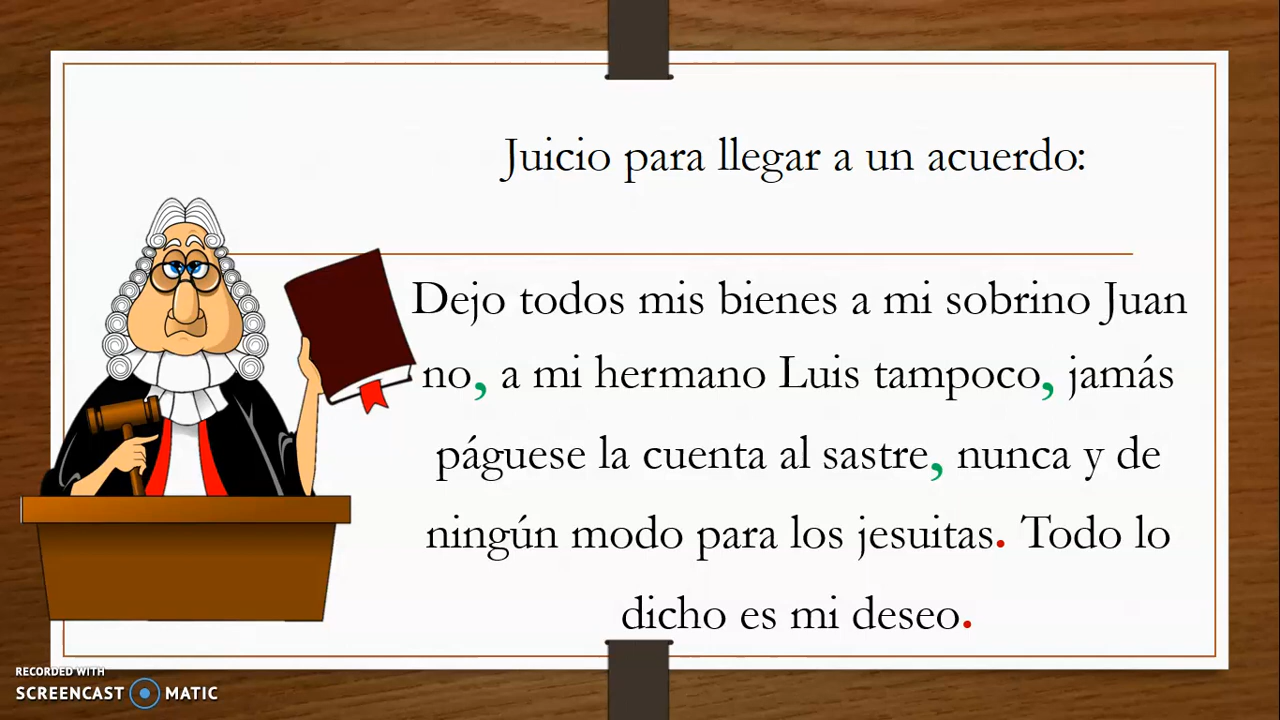 Juicio para llegar a un acuerdo:
Dejo todos mis bienes a mi sobrino Juan
no, a mi hermano Luis tampoco, jamás
páguese la cuenta al sastre, nunca y de
ningún modo para los jesuitas. Todo lo
dicho es mi deseo.
RECORDED WITH
SCREENCAST MATIC